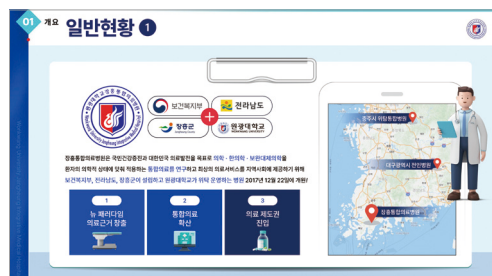 01 개요 일반현황 1
보건복지부
전라남도
장흥군
원광대학교
WONKWANG UNIVERSITY
장흥통합의료병원은 국민건강증진과 대한민국 의료발전을 목표로 의학·한의학·보완대체의학을
환자의 의학적 상태에 맞춰 적용하는 통합의료를 연구하고 최상의 의료서비스를 지역사회에 제공하기 위해
보건복지부, 전라남도, 장흥군이 설립하고 원광대학교가 위탁 운영하는 병원 2017년 12월 22일에 개원!
1
뉴 패러다임
의료근거 창출
2
통합의료
확산
3
의료 제도권
진입
대구광역시 전인병원
장흥통합의료병원